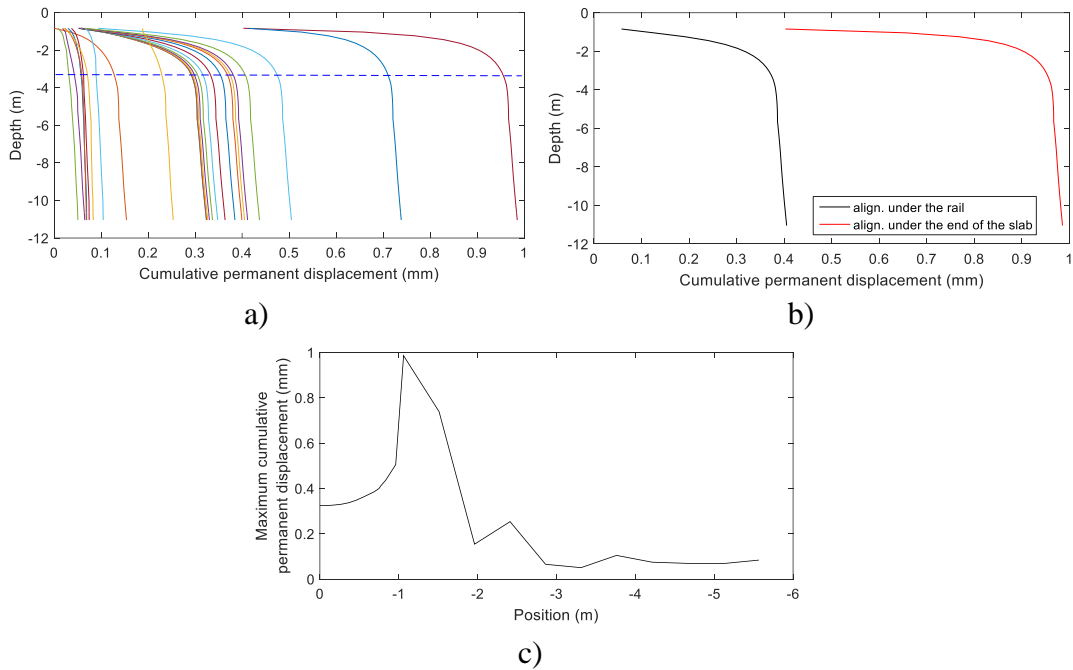 0
-2
-4
-6
-8
-10
-12
Depth (m)
0 0.1 0.2 0.3 0.4 0.5 0.6 0.7 0.8 0.9 1
Cumulative permanent displacement (mm)
a)
0
-2
-4
-6
-8
-10
-12
Depth (m)
align. under the rail
align. under the end of the slab
0 0.1 0.2 0.3 0.4 0.5 0.6 0.7 0.8 0.9 1
Cumulative permanent displacement (mm)
b)
1
0.8
0.6
0.4
0.2
0
Maximum cumulative
permanent displacement (mm)
0 -1 -2 -3 -4 -5 -6
Position (m)
c)